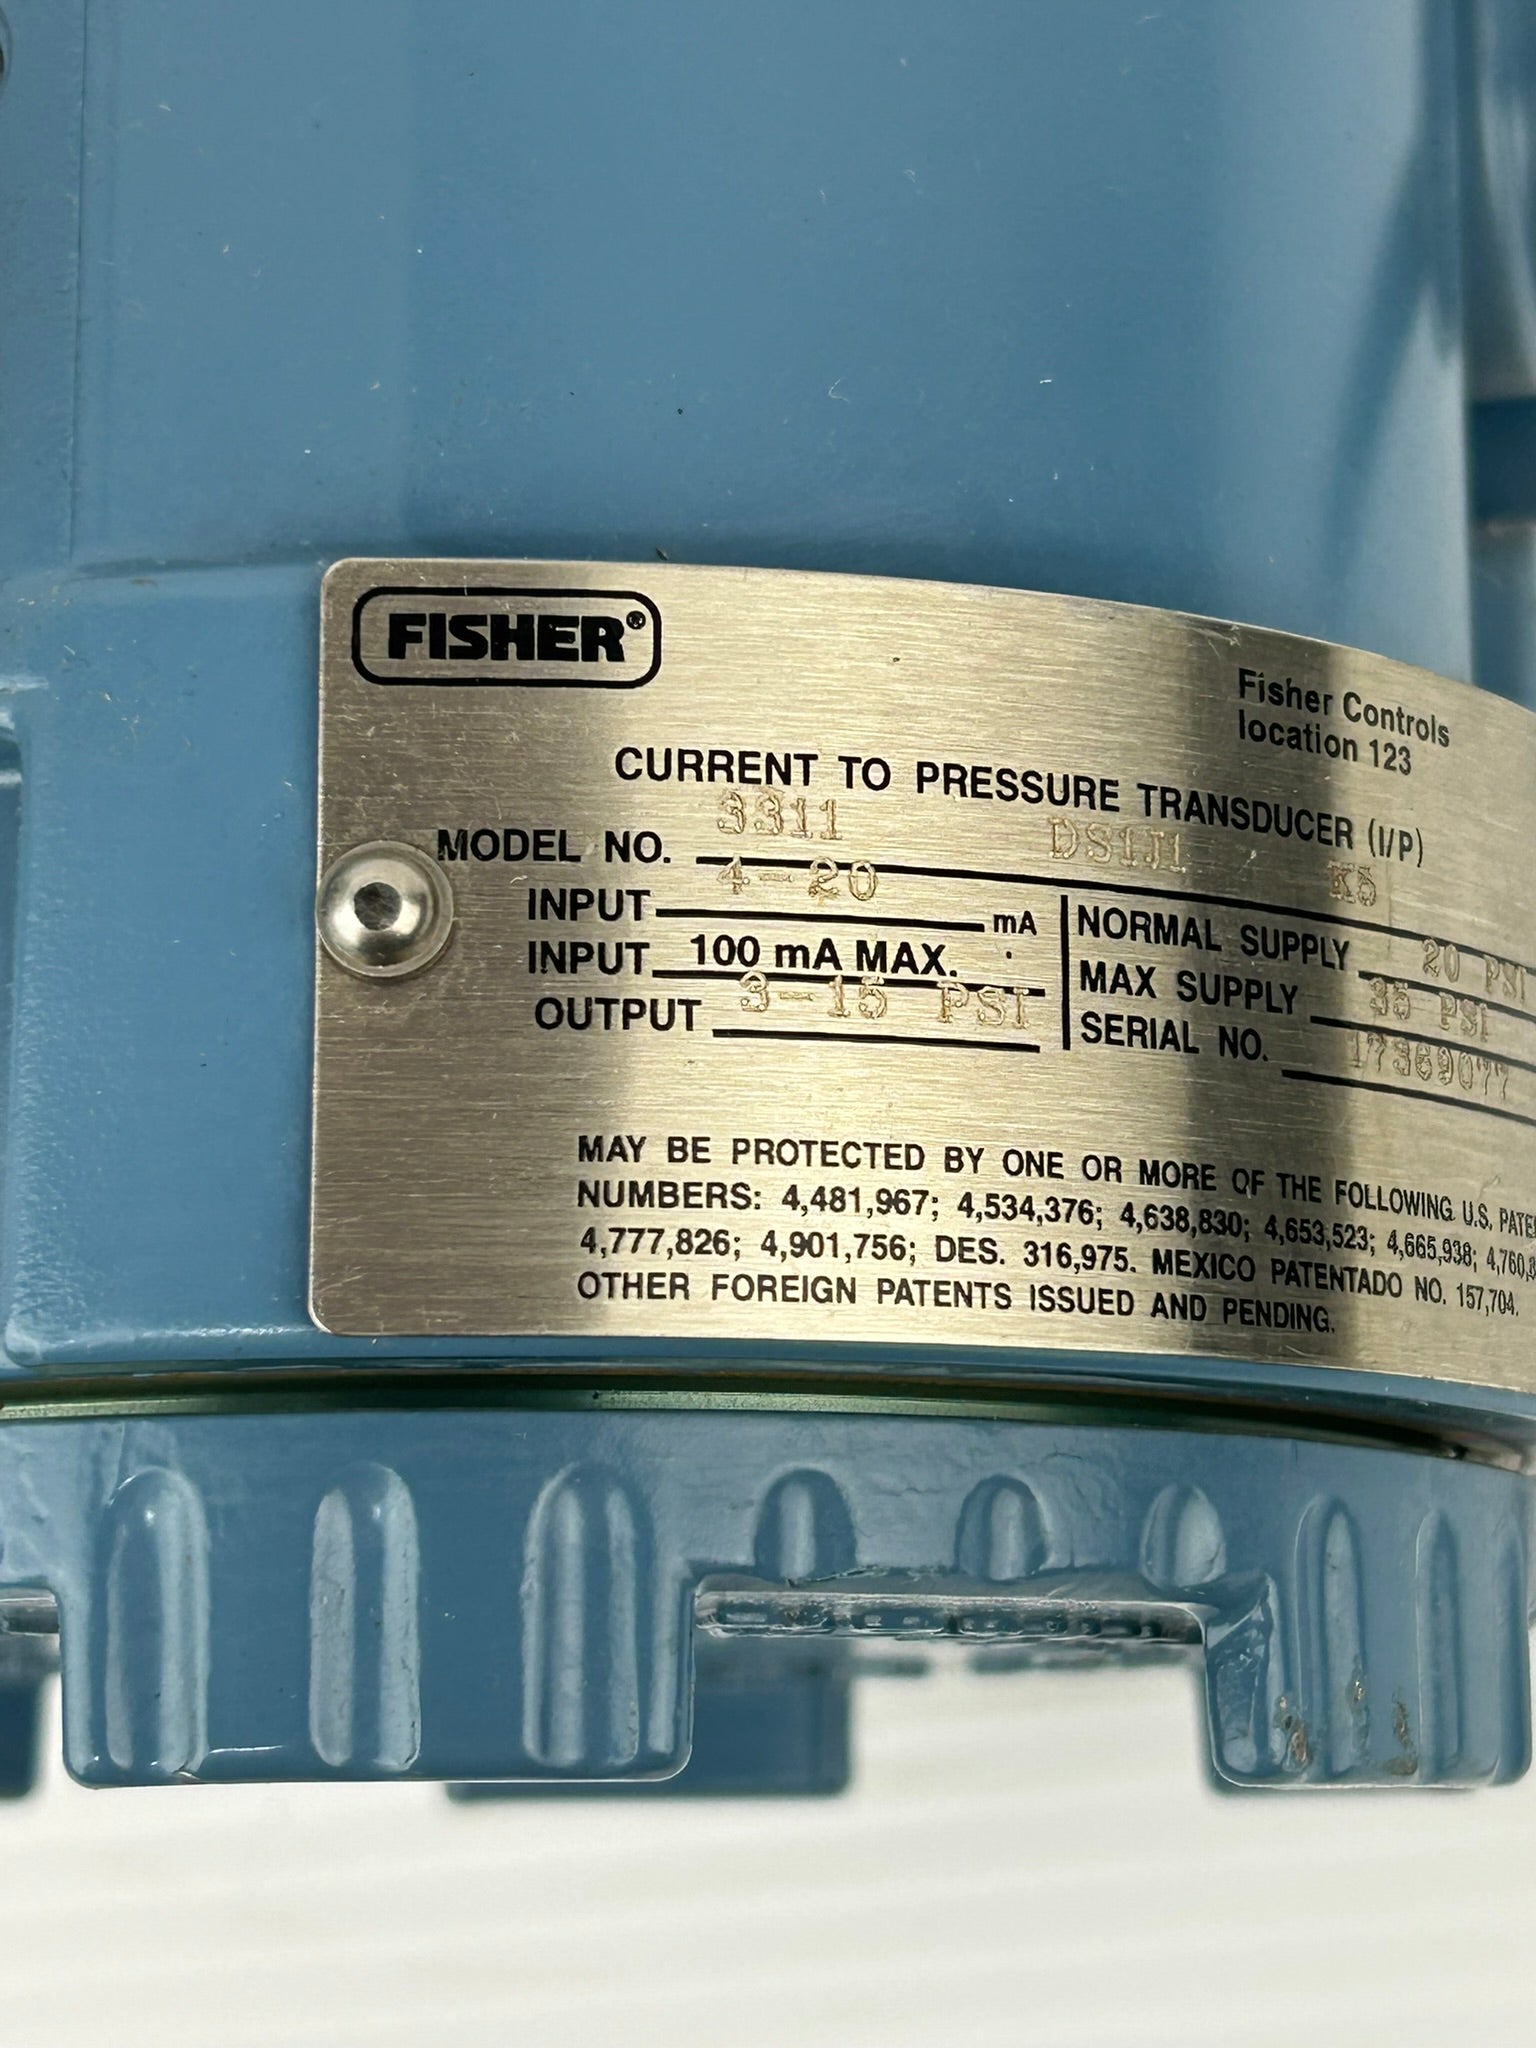 FISHER®
Fisher Controls
location 123
CURRENT TO PRESSURE TRANSDUCER (I/P)
MODEL NO. 3311 DS1J1 K5
INPUT 4-20 mA
INPUT 100 mA MAX.
OUTPUT 3-15 PSI
NORMAL SUPPLY 20 PSI
MAX SUPPLY 35 PSI
SERIAL NO. 17369077
MAY BE PROTECTED BY ONE OR MORE OF THE FOLLOWING U.S.
NUMBERS: 4,481,967; 4,534,376; 4,638,830; 4,653,523; 4,665,938;
4,777,826; 4,901,756; DES. 316,975. MEXICO PATENTADO NO. 157,704.
OTHER FOREIGN PATENTS ISSUED AND PENDING.